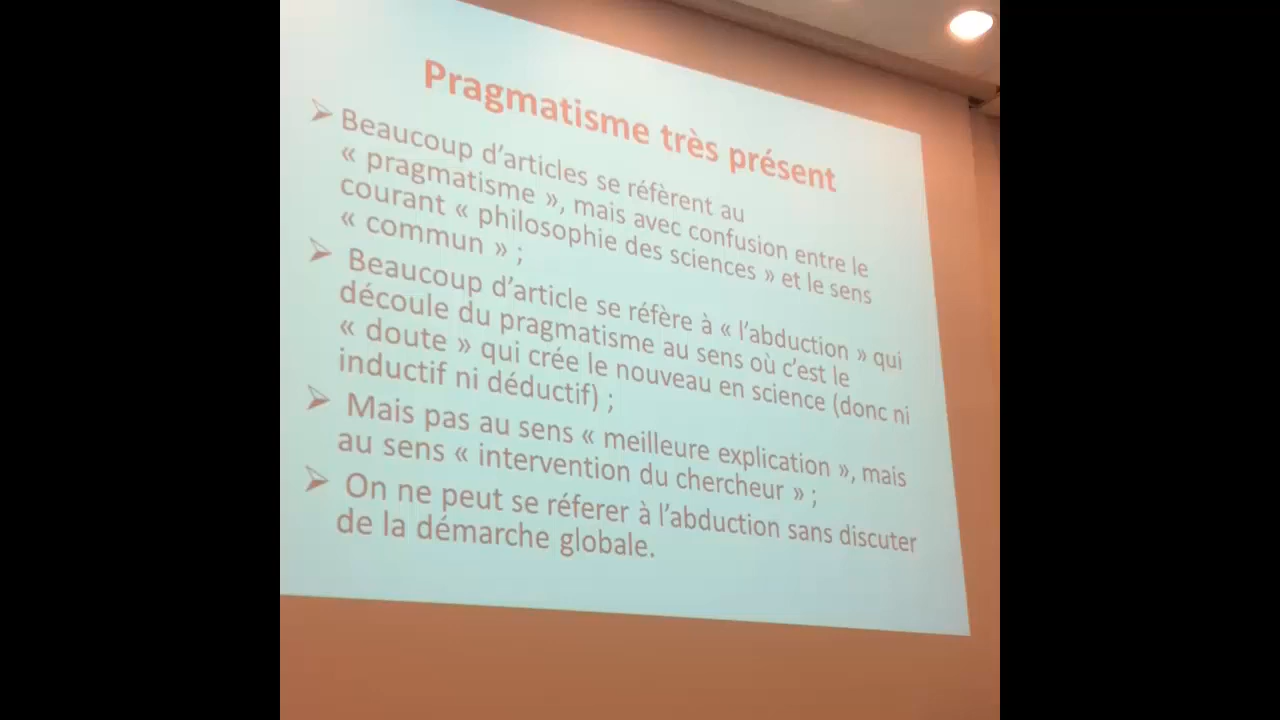 Pragmatisme très présent
➢ Beaucoup d'articles se réfèrent au
« pragmatisme », mais avec confusion entre le
courant « philosophie des sciences » et le sens
« commun » ;
➢ Beaucoup d'article se réfère à « l'abduction » qui
découle du pragmatisme au sens où c'est le
« doute » qui crée le nouveau en science (donc ni
inductif ni déductif) ;
➢ Mais pas au sens « meilleure explication », mais
au sens « intervention du chercheur » ;
➢ On ne peut se réferer à l'abduction sans discuter
de la démarche globale.